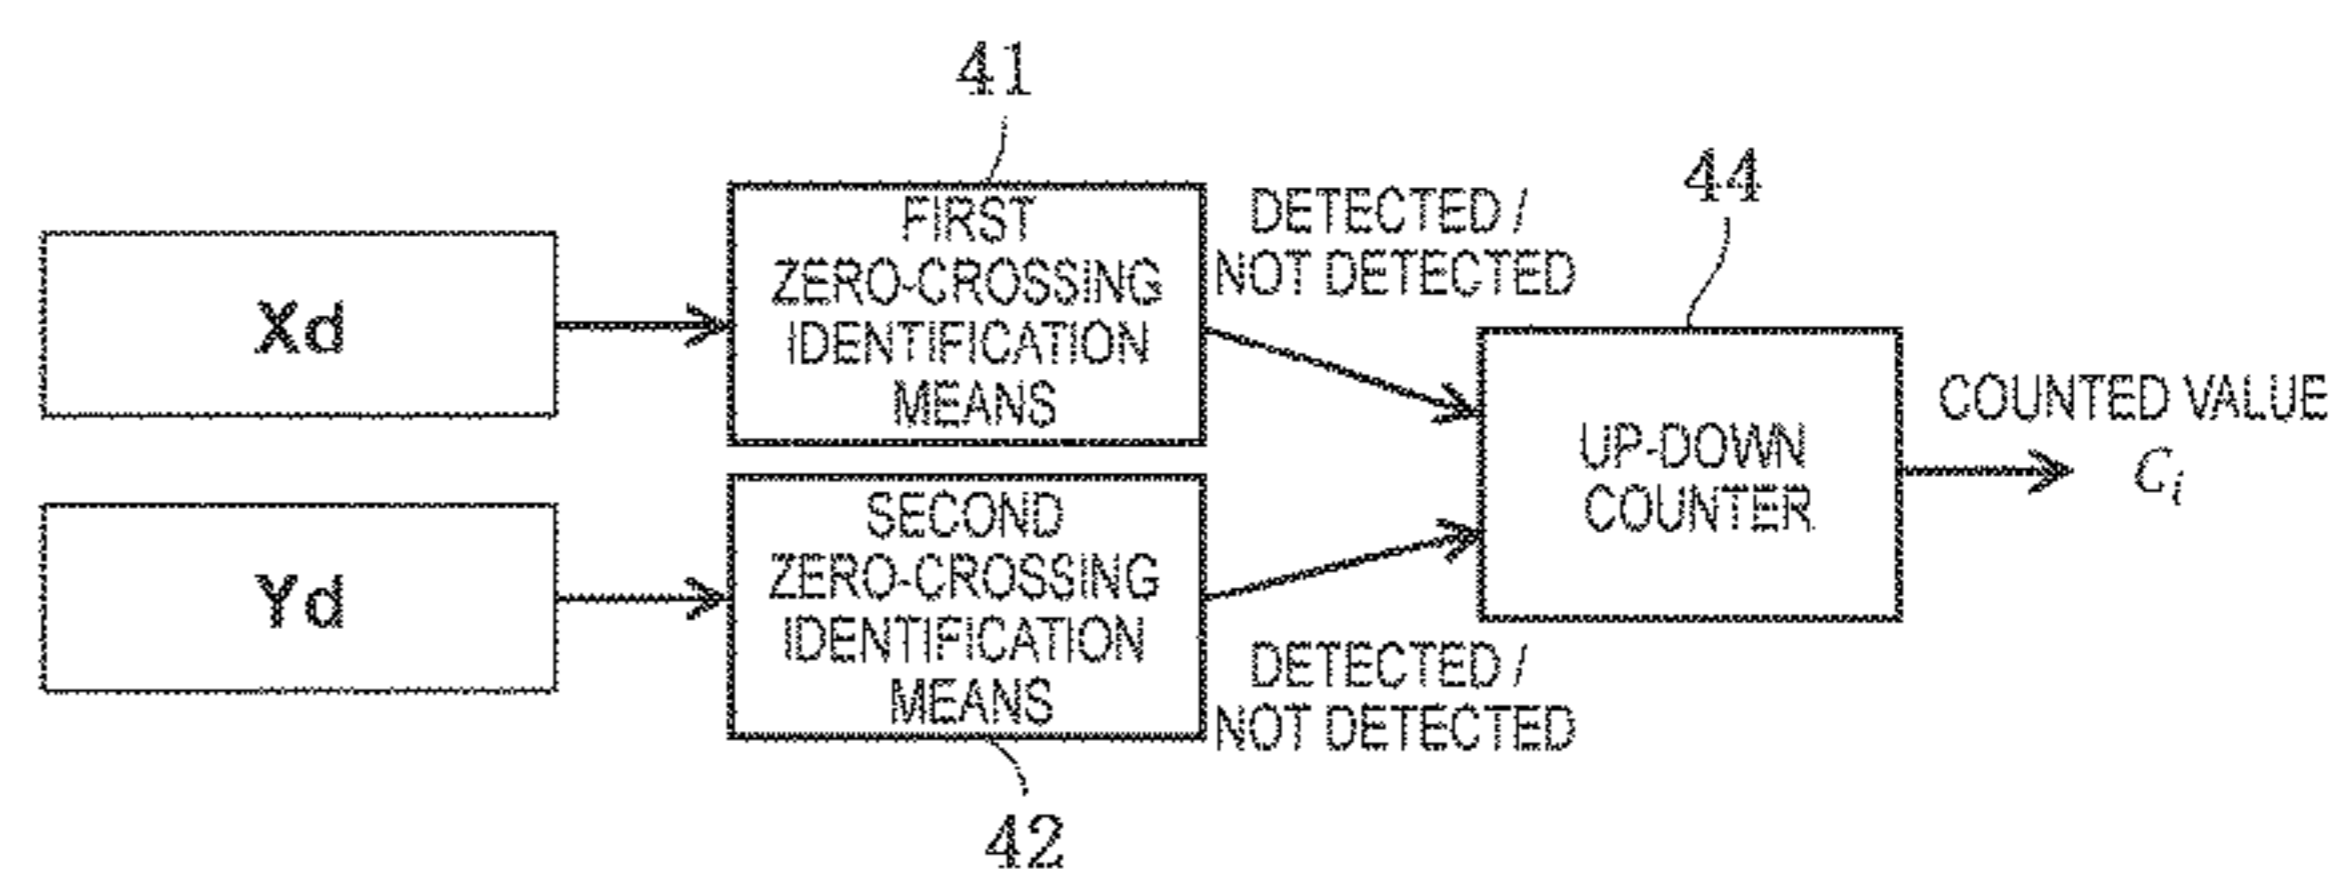 41
44
Xd
FIRST
ZERO-CROSSING
IDENTIFICATION
MEANS
DETECTED /
NOT DETECTED
UP-DOWN
COUNTER
COUNTED VALUE
Ci
Yd
SECOND
ZERO-CROSSING
IDENTIFICATION
MEANS
DETECTED /
NOT DETECTED
42